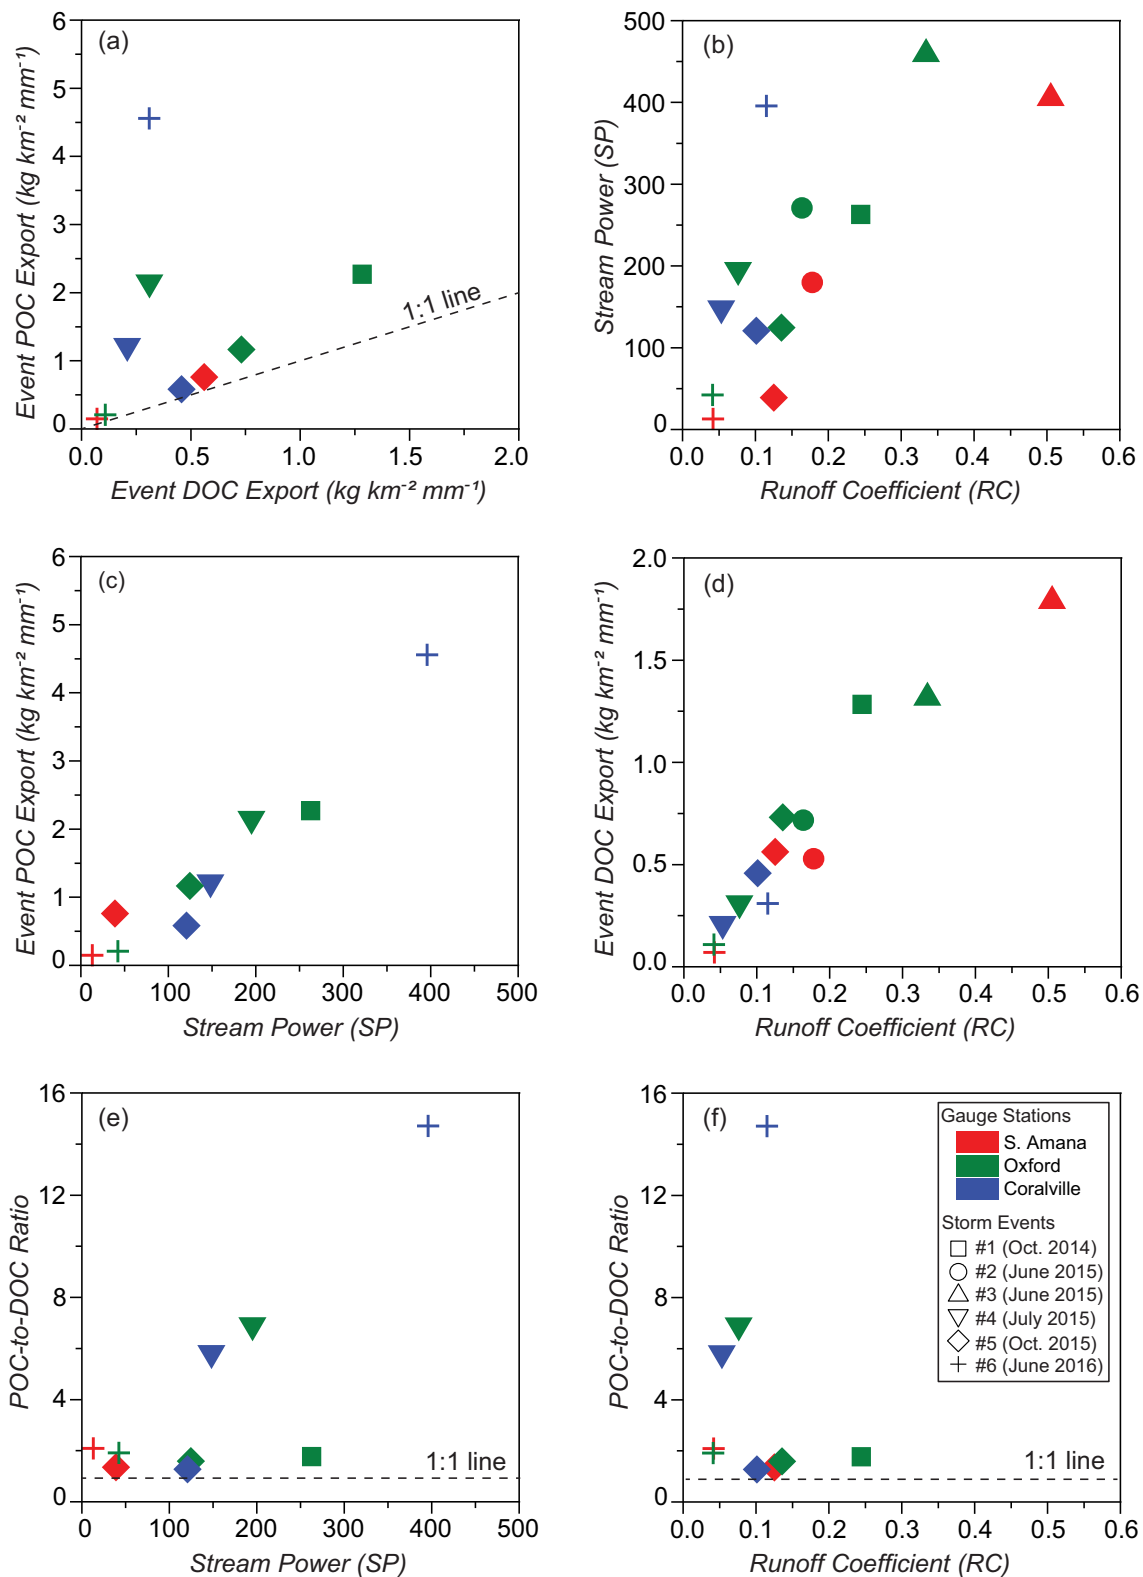 (a)
Event POC Export (kg km⁻² mm⁻¹)
6
5
4
3
2
1
0
1:1 line
0.0 0.5 1.0 1.5 2.0
Event DOC Export (kg km⁻² mm⁻¹)
(b)
Stream Power (SP)
500
400
300
200
100
0
0.0 0.1 0.2 0.3 0.4 0.5 0.6
Runoff Coefficient (RC)
(c)
Event POC Export (kg km⁻² mm⁻¹)
6
5
4
3
2
1
0
0 100 200 300 400 500
Stream Power (SP)
(d)
Event DOC Export (kg km⁻² mm⁻¹)
2.0
1.5
1.0
0.5
0.0
0.0 0.1 0.2 0.3 0.4 0.5 0.6
Runoff Coefficient (RC)
(e)
POC-to-DOC Ratio
16
12
8
4
0
1:1 line
0 100 200 300 400 500
Stream Power (SP)
(f)
POC-to-DOC Ratio
16
12
8
4
0
Gauge Stations
S. Amana
Oxford
Coralville
Storm Events
#1 (Oct. 2014)
#2 (June 2015)
#3 (June 2015)
#4 (July 2015)
#5 (Oct. 2015)
#6 (June 2016)
1:1 line
0.0 0.1 0.2 0.3 0.4 0.5 0.6
Runoff Coefficient (RC)